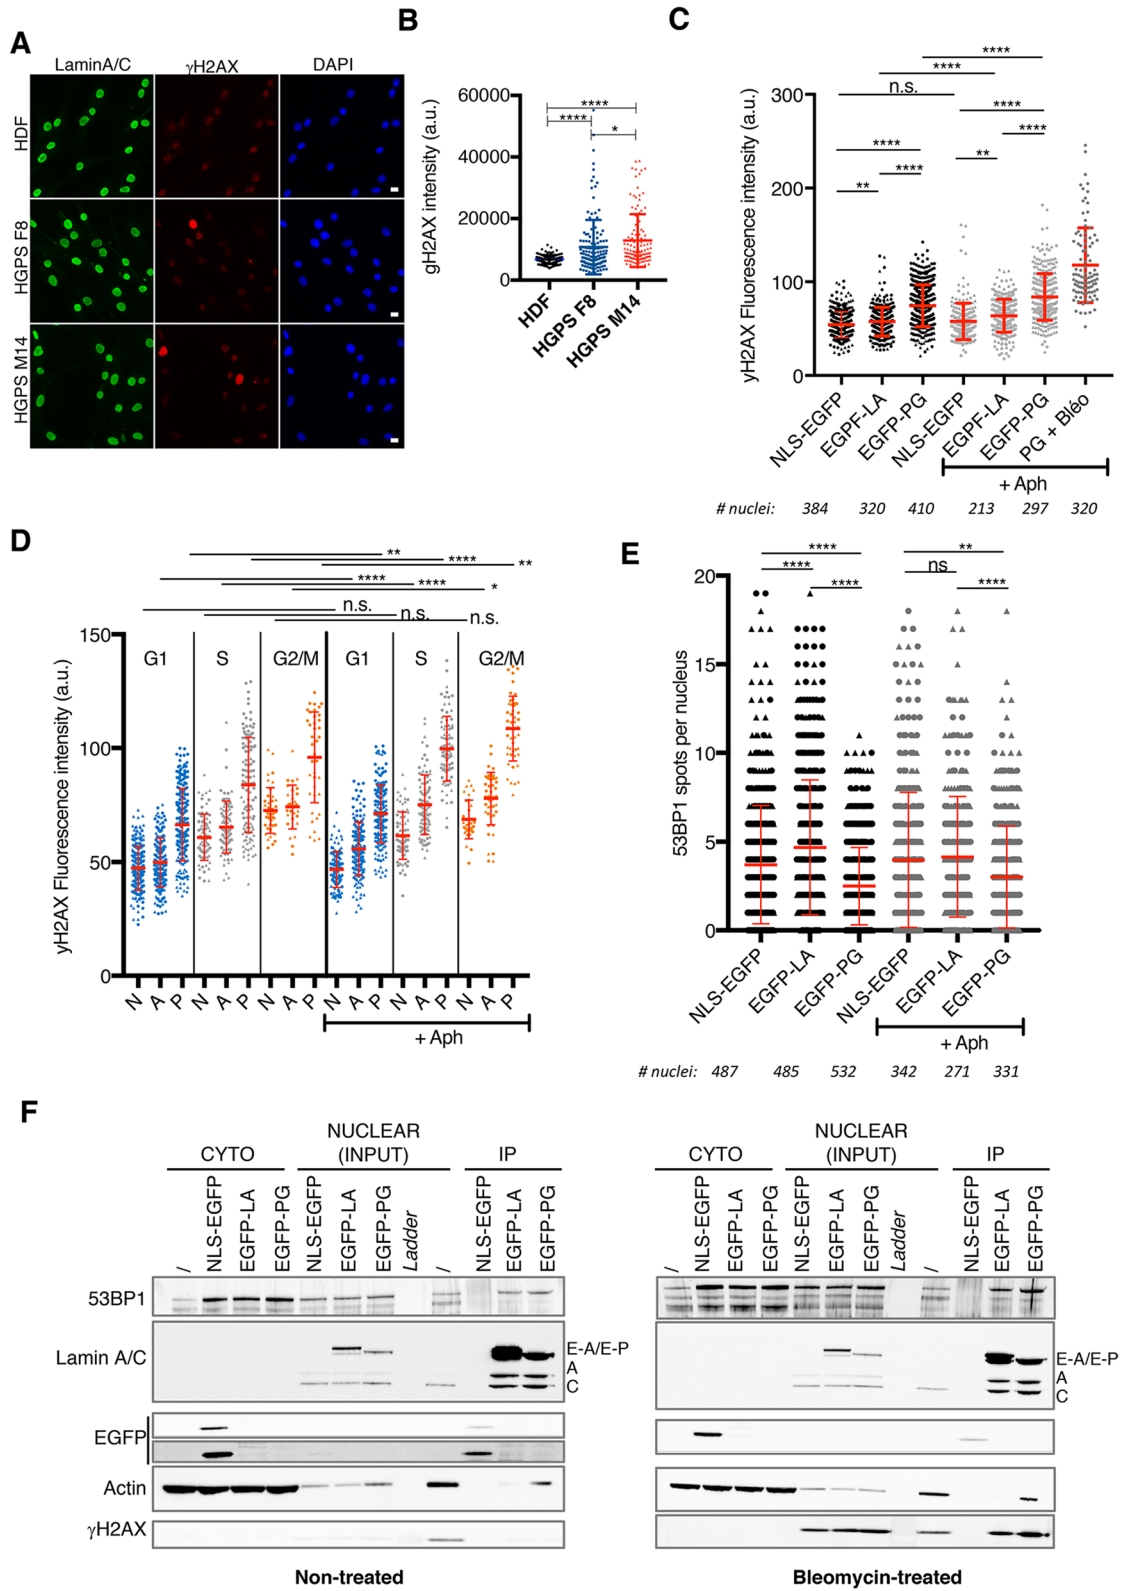 A
LaminA/C γH2AX DAPI
HDF
HGPS F8
HGPS M14
B
gH2AX intensity (a.u.)
60000
40000
20000
0
****
**** *
HDF
HGPS F8
HGPS M14
C
γH2AX Fluorescence intensity (a.u.)
300
200
100
0
****
****
n.s.
****
**** ****
**** **
**
NLS-EGFP
EGPF-LA
EGFP-PG
NLS-EGFP
EGPF-LA
EGFP-PG
PG + Bléo
+ Aph
# nuclei: 384 320 410 213 297 320
D
γH2AX Fluorescence intensity (a.u.)
150
100
50
0
**
****
**
****
****
*
n.s.
n.s.
n.s.
G1 S G2/M G1 S G2/M
N A P N A P N A P N A P N A P N A P
+ Aph
E
53BP1 spots per nucleus
20
15
10
5
0
**** **
**** ns
**** ****
NLS-EGFP
EGFP-LA
EGFP-PG
NLS-EGFP
EGFP-LA
EGFP-PG
+ Aph
# nuclei: 487 485 532 342 271 331
F
CYTO NUCLEAR (INPUT) IP
/ NLS-EGFP EGFP-LA EGFP-PG NLS-EGFP EGFP-LA EGFP-PG Ladder / NLS-EGFP EGFP-LA EGFP-PG
CYTO NUCLEAR (INPUT) IP
/ NLS-EGFP EGFP-LA EGFP-PG NLS-EGFP EGFP-LA EGFP-PG Ladder / NLS-EGFP EGFP-LA EGFP-PG
53BP1
Lamin A/C
E-A/E-P
A
C
E-A/E-P
A
C
EGFP
Actin
γH2AX
Non-treated
Bleomycin-treated